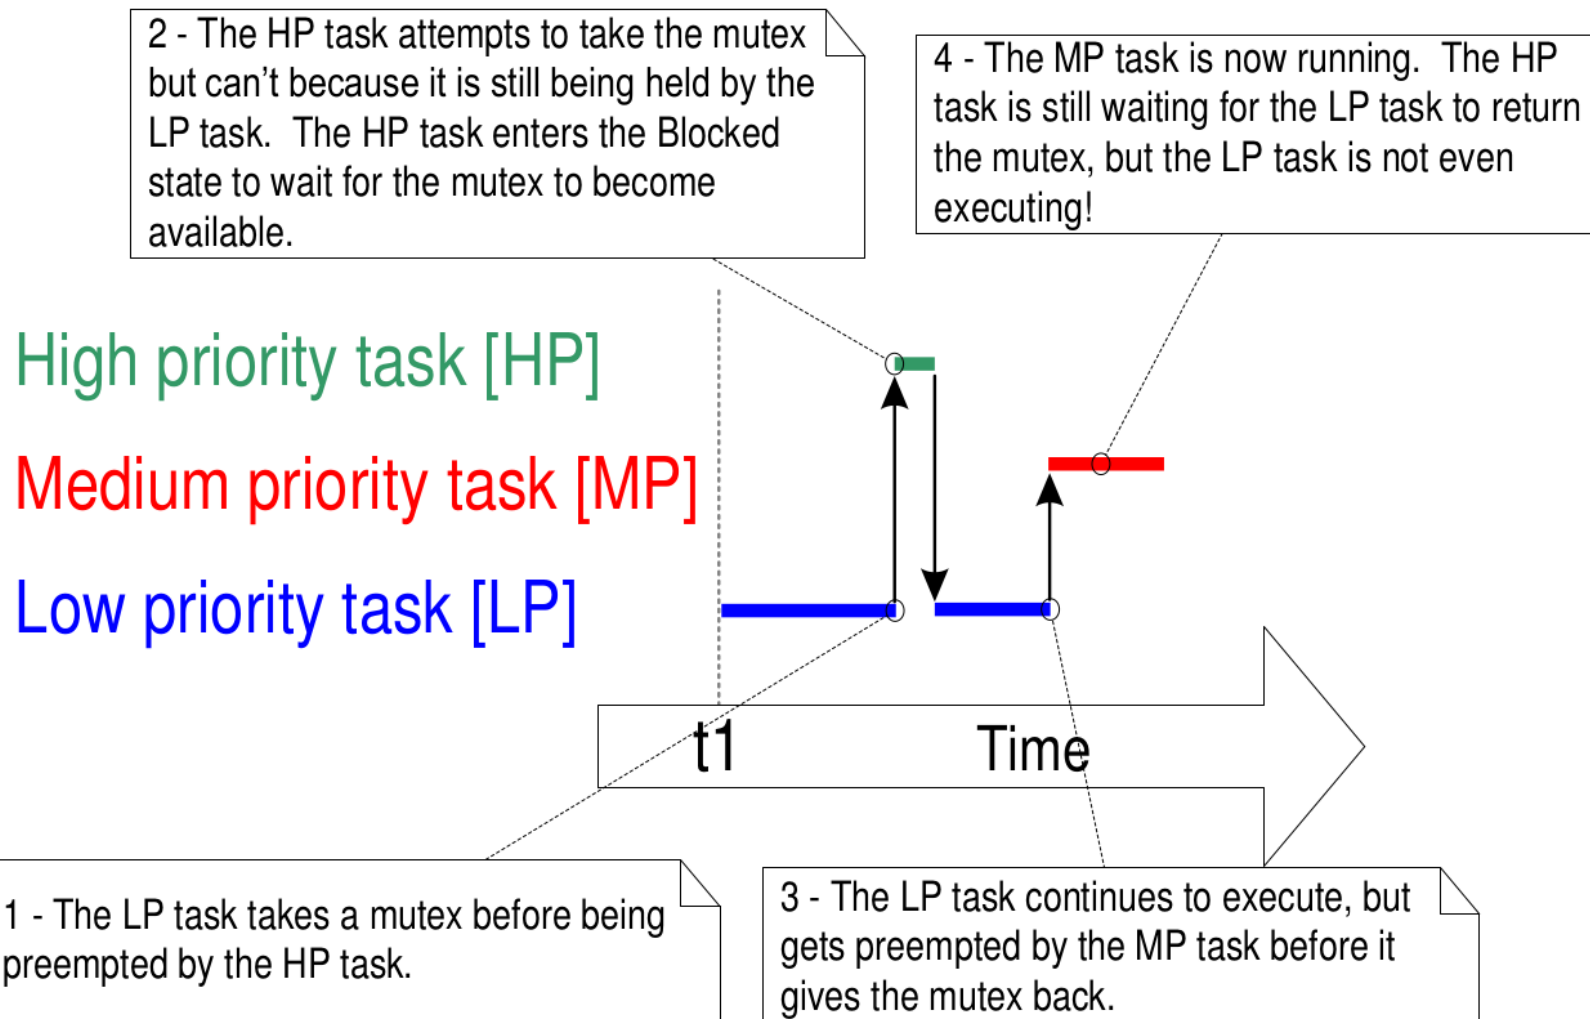 2 - The HP task attempts to take the mutex
but can’t because it is still being held by the
LP task.  The HP task enters the Blocked
state to wait for the mutex to become
available.
4 - The MP task is now running.  The HP
task is still waiting for the LP task to return
the mutex, but the LP task is not even
executing!
High priority task [HP]
Medium priority task [MP]
Low priority task [LP]
t1
Time
1 - The LP task takes a mutex before being
preempted by the HP task.
3 - The LP task continues to execute, but
gets preempted by the MP task before it
gives the mutex back.